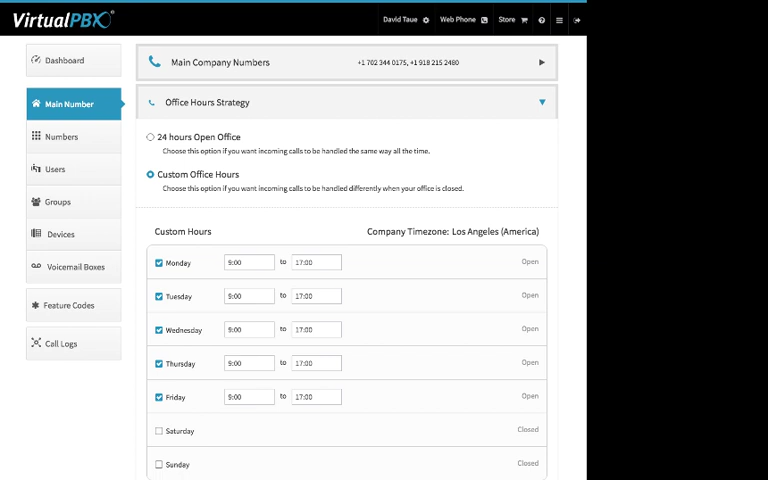 VirtualPBX
David Taue Web Phone Store
Dashboard
Main Number
Numbers
Users
Groups
Devices
Voicemail Boxes
Feature Codes
Call Logs
Main Company Numbers +1 702 344 0175, +1 918 215 2480
Office Hours Strategy
24 hours Open Office
Choose this option if you want incoming calls to be handled the same way all the time.
Custom Office Hours
Choose this option if you want incoming calls to be handled differently when your office is closed.
Custom Hours Company Timezone: Los Angeles (America)
Monday 9:00 to 17:00 Open
Tuesday 9:00 to 17:00 Open
Wednesday 9:00 to 17:00 Open
Thursday 9:00 to 17:00 Open
Friday 9:00 to 17:00 Open
Saturday Closed
Sunday Closed